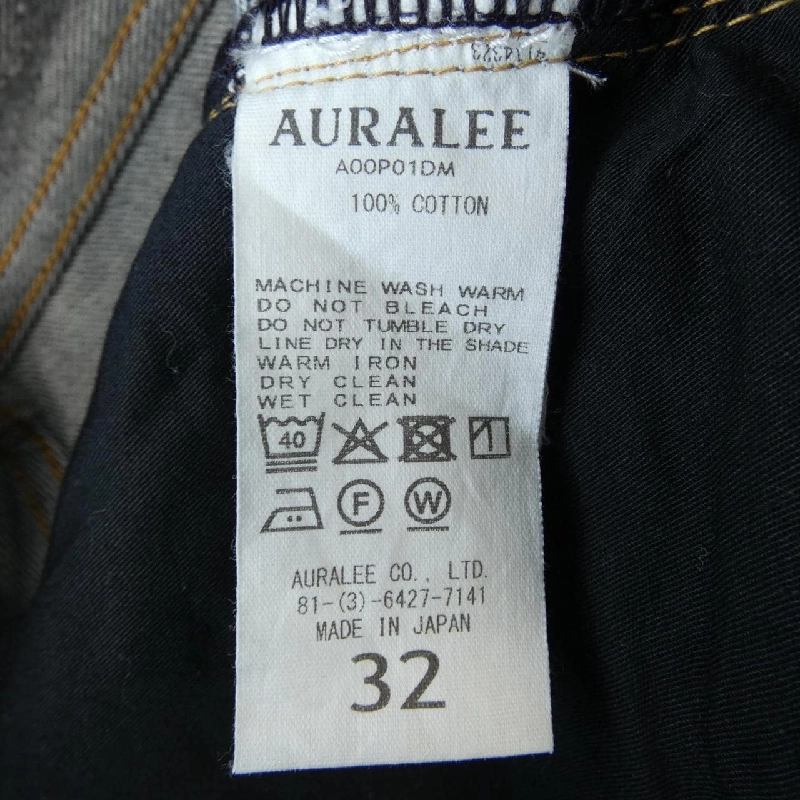 AURALEE
A00P01DM
100% COTTON
MACHINE WASH WARM
DO NOT BLEACH
DO NOT TUMBLE DRY
LINE DRY IN THE SHADE
WARM IRON
DRY CLEAN
WET CLEAN
40
F W
AURALEE CO., LTD.
81-(3)-6427-7141
MADE IN JAPAN
32